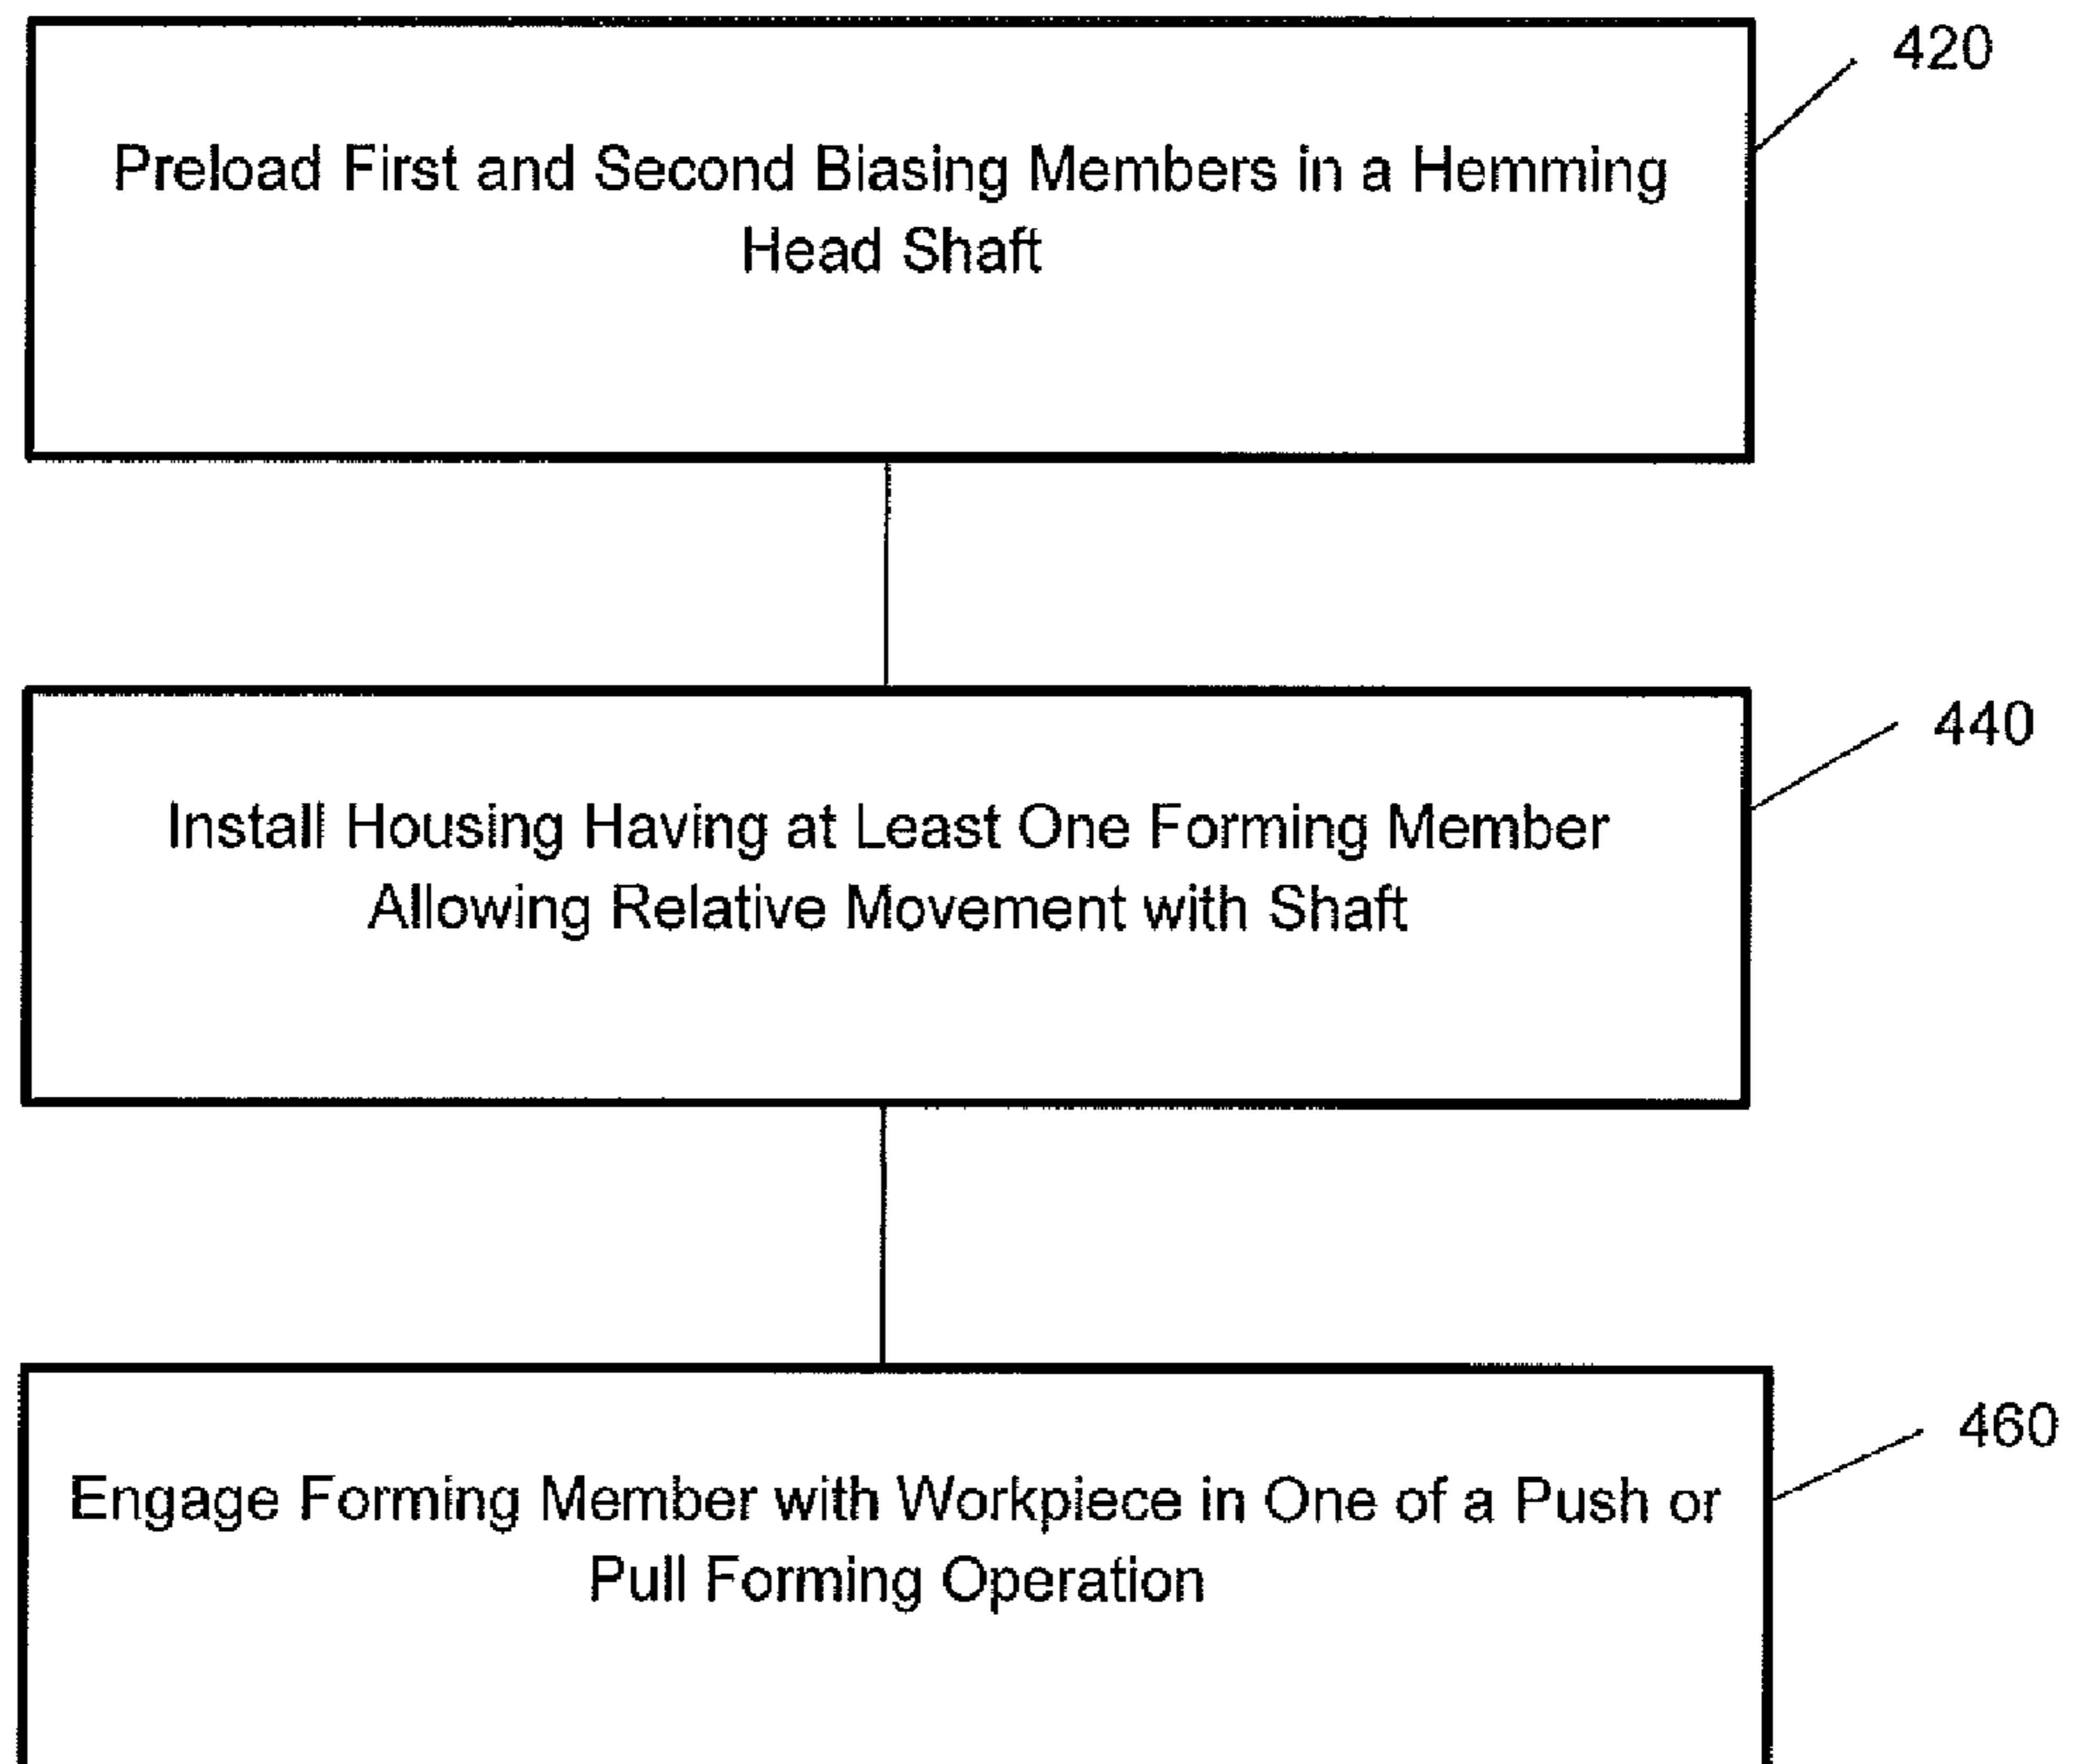 420
Preload First and Second Biasing Members in a Hemming
Head Shaft
440
Install Housing Having at Least One Forming Member
Allowing Relative Movement with Shaft
460
Engage Forming Member with Workpiece in One of a Push or
Pull Forming Operation